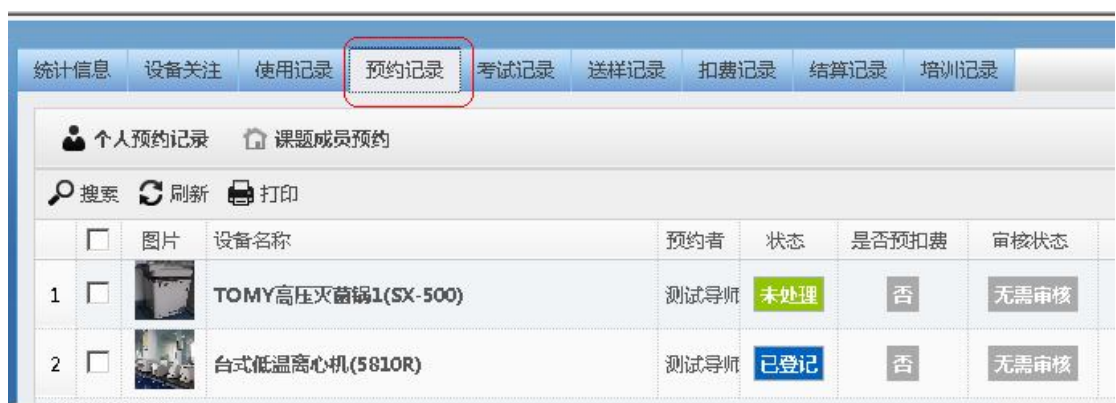 统计信息 设备关注 使用记录 预约记录 考试记录 送样记录 扣费记录 结算记录 培训记录
个人预约记录 课题成员预约
搜索 刷新 打印
图片 设备名称 预约者 状态 是否预扣费 审核状态
1 TOMY高压灭菌锅1(SX-500) 测试导师 未处理 否 无需审核
2 台式低温离心机(5810R) 测试导师 已登记 否 无需审核